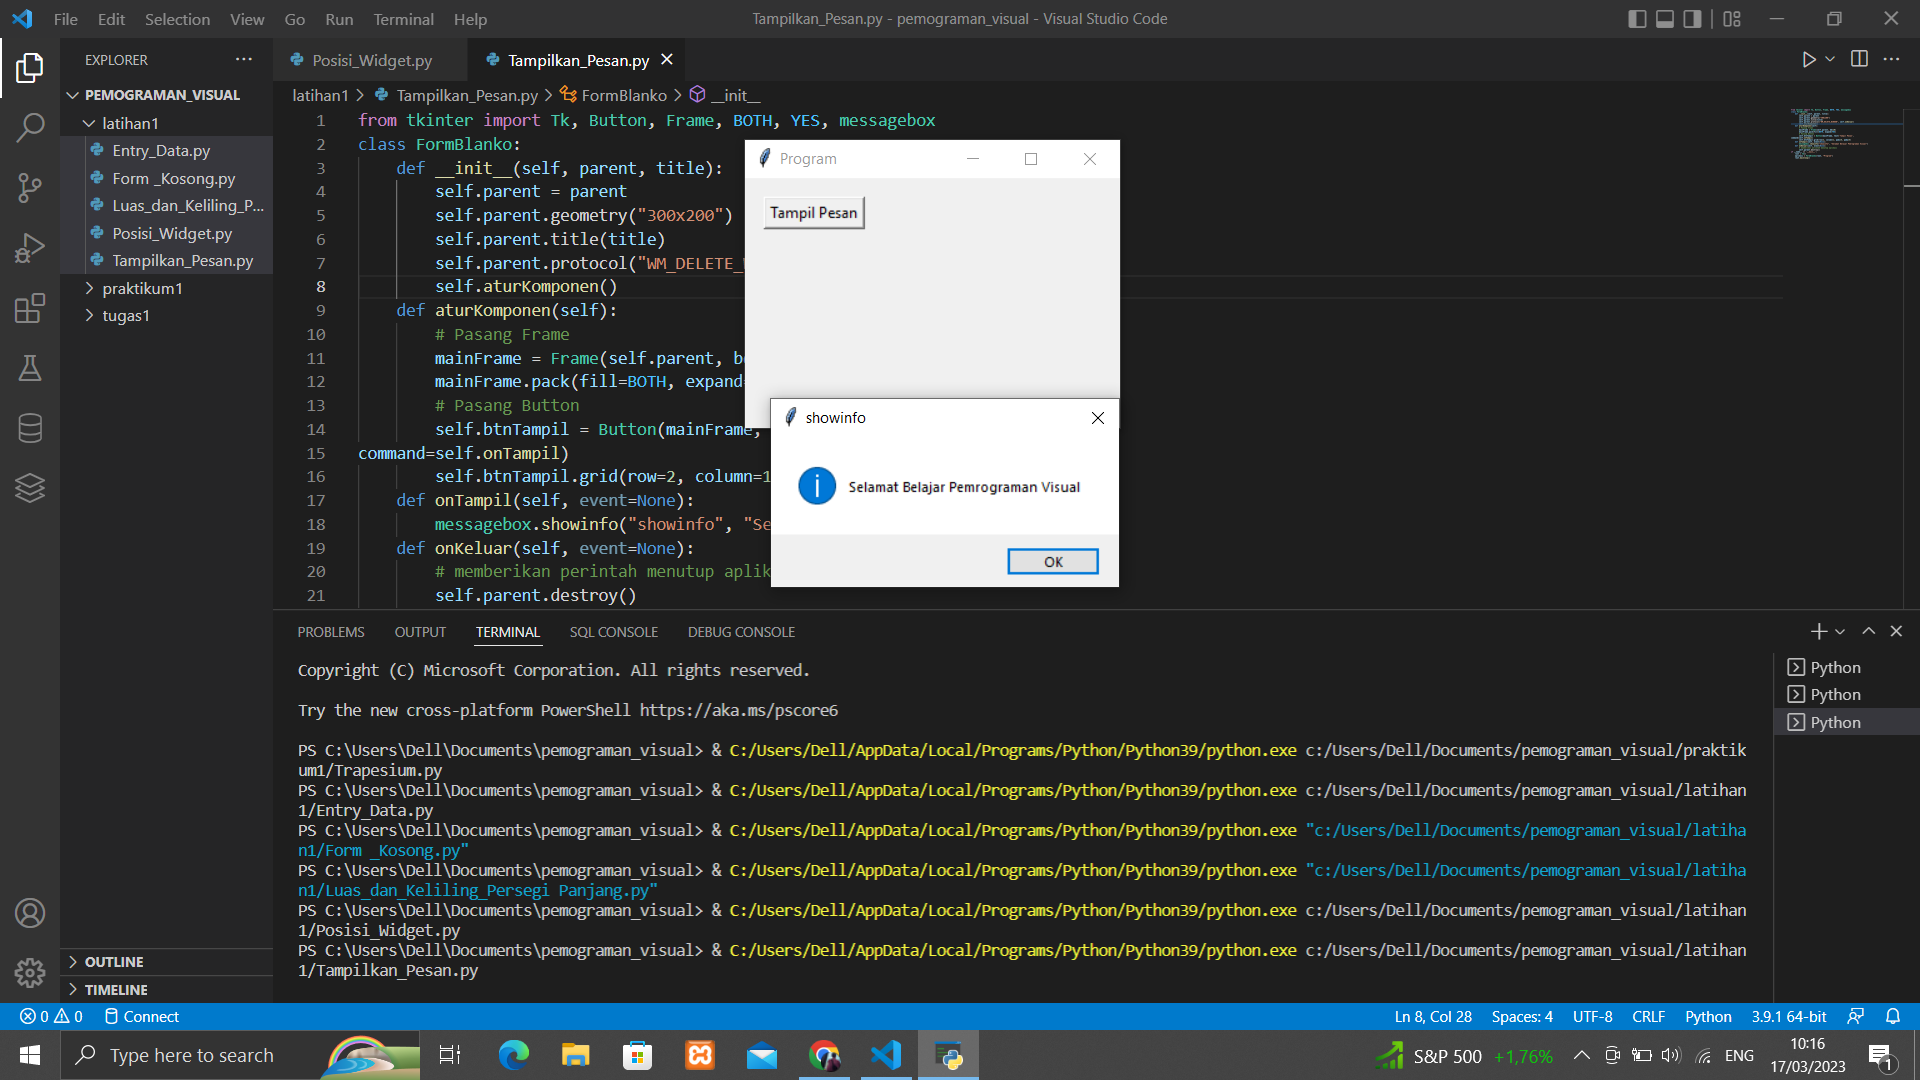 File Edit Selection View Go Run Terminal Help
Tampilkan_Pesan.py - pemograman_visual - Visual Studio Code
EXPLORER
PEMOGRAMAN_VISUAL
latihan1
Entry_Data.py
Form _Kosong.py
Luas_dan_Keliling_P...
Posisi_Widget.py
Tampilkan_Pesan.py
praktikum1
tugas1
OUTLINE
TIMELINE
Posisi_Widget.py Tampilkan_Pesan.py
latihan1 > Tampilkan_Pesan.py > FormBlanko > __init__
1 from tkinter import Tk, Button, Frame, BOTH, YES, messagebox
2 class FormBlanko:
3 def __init__(self, parent, title):
4 self.parent = parent
5 self.parent.geometry("300x200")
6 self.parent.title(title)
7 self.parent.protocol("WM_DELETE_
8 self.aturKomponen()
9 def aturKomponen(self):
10 # Pasang Frame
11 mainFrame = Frame(self.parent, b
12 mainFrame.pack(fill=BOTH, expand
13 # Pasang Button
14 self.btnTampil = Button(mainFrame,
15 command=self.onTampil)
16 self.btnTampil.grid(row=2, column=1
17 def onTampil(self, event=None):
18 messagebox.showinfo("showinfo", "Se
19 def onKeluar(self, event=None):
20 # memberikan perintah menutup aplik
21 self.parent.destroy()
Program
Tampil Pesan
showinfo
Selamat Belajar Pemrograman Visual
OK
PROBLEMS OUTPUT TERMINAL SQL CONSOLE DEBUG CONSOLE
Copyright (C) Microsoft Corporation. All rights reserved.
Try the new cross-platform PowerShell https://aka.ms/pscore6
PS C:\Users\Dell\Documents\pemograman_visual> & C:/Users/Dell/AppData/Local/Programs/Python/Python39/python.exe c:/Users/Dell/Documents/pemograman_visual/praktik
um1/Trapesium.py
PS C:\Users\Dell\Documents\pemograman_visual> & C:/Users/Dell/AppData/Local/Programs/Python/Python39/python.exe c:/Users/Dell/Documents/pemograman_visual/latihan
1/Entry_Data.py
PS C:\Users\Dell\Documents\pemograman_visual> & C:/Users/Dell/AppData/Local/Programs/Python/Python39/python.exe "c:/Users/Dell/Documents/pemograman_visual/latiha
n1/Form _Kosong.py"
PS C:\Users\Dell\Documents\pemograman_visual> & C:/Users/Dell/AppData/Local/Programs/Python/Python39/python.exe "c:/Users/Dell/Documents/pemograman_visual/latiha
n1/Luas_dan_Keliling_Persegi Panjang.py"
PS C:\Users\Dell\Documents\pemograman_visual> & C:/Users/Dell/AppData/Local/Programs/Python/Python39/python.exe c:/Users/Dell/Documents/pemograman_visual/latihan
1/Posisi_Widget.py
PS C:\Users\Dell\Documents\pemograman_visual> & C:/Users/Dell/AppData/Local/Programs/Python/Python39/python.exe c:/Users/Dell/Documents/pemograman_visual/latihan
1/Tampilkan_Pesan.py
Python
Python
Python
0 0 Connect
Ln 8, Col 28 Spaces: 4 UTF-8 CRLF Python 3.9.1 64-bit
Type here to search
S&P 500 +1,76%
ENG
10:16
17/03/2023
1